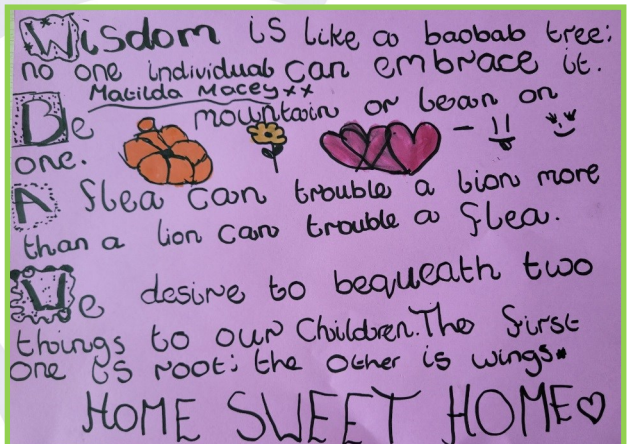 Wisdom is like a baobab tree;
no one individual can embrace it.
Matilda Macey xx
Be mountain or lean on
one.
A flea can trouble a lion more
than a lion can trouble a flea.
We desire to bequeath two
things to our Children. The first
one is root; the other is wings*
HOME SWEET HOME♡